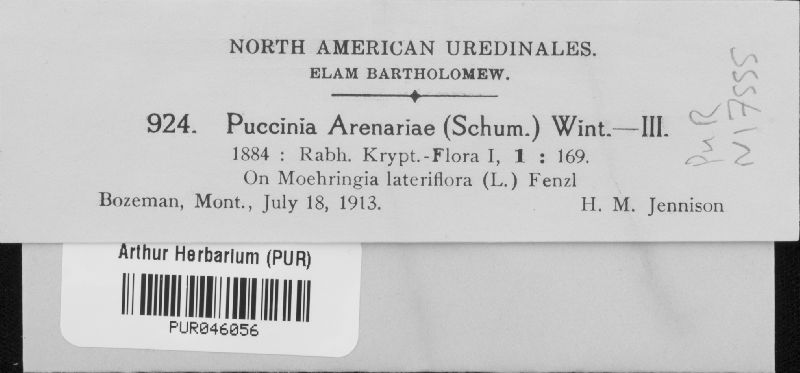 NORTH AMERICAN UREDINALES.
ELAM BARTHOLOMEW.
924. Puccinia Arenariae (Schum.) Wint.—III.
1884 : Rabh. Krypt.-Flora I, 1 : 169.
On Moehringia lateriflora (L.) Fenzl
Bozeman, Mont., July 18, 1913. H. M. Jennison
PUR
N17555
Arthur Herbarium (PUR)
PUR046056